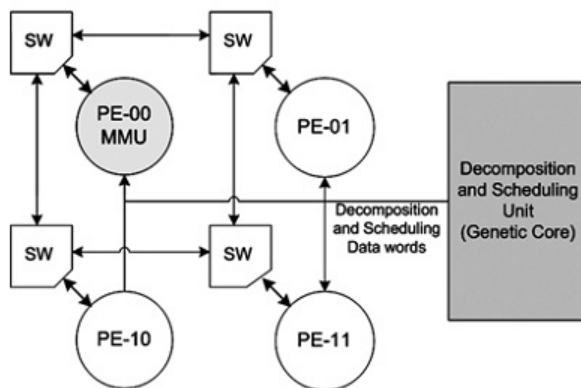 SW
SW
PE-00
MMU
PE-01
Decomposition
and Scheduling
Unit
(Genetic Core)
Decomposition
and Scheduling
Data words
SW
SW
PE-10
PE-11